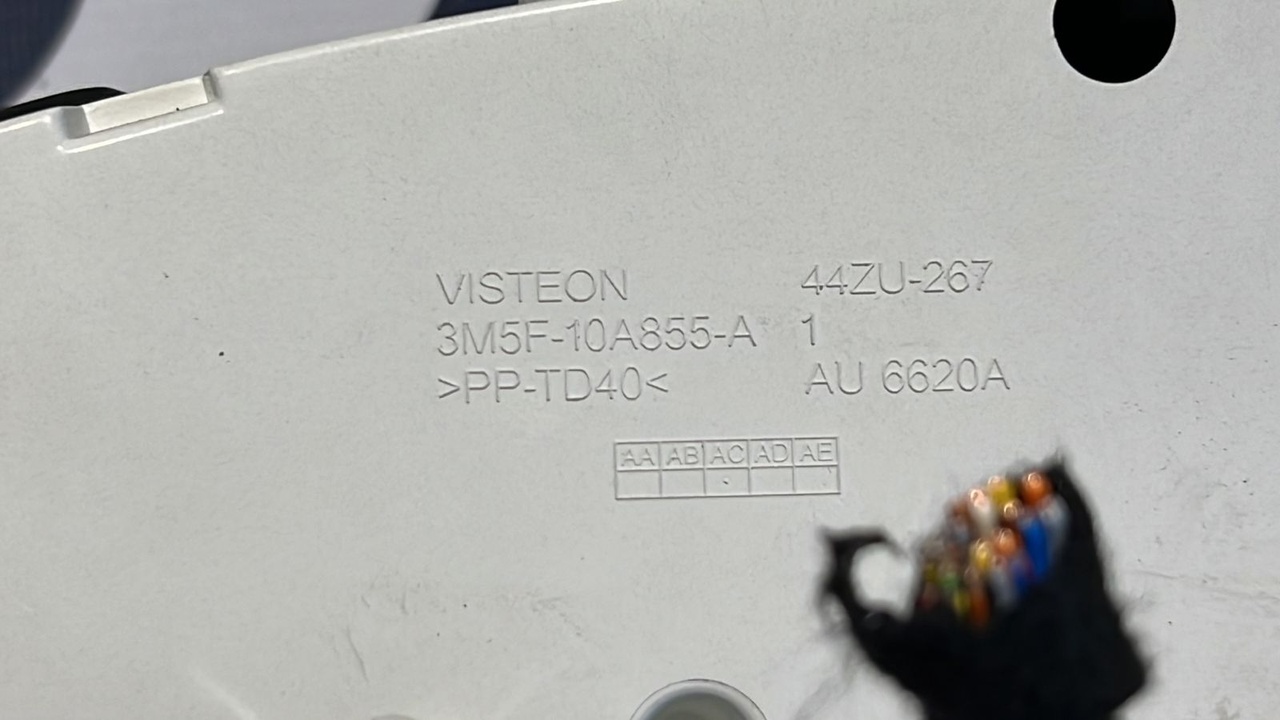 VISTEON 44ZU-267
3M5F-10A855-A 1
>PP-TD40< AU 6620A
AA AB AC AD AE